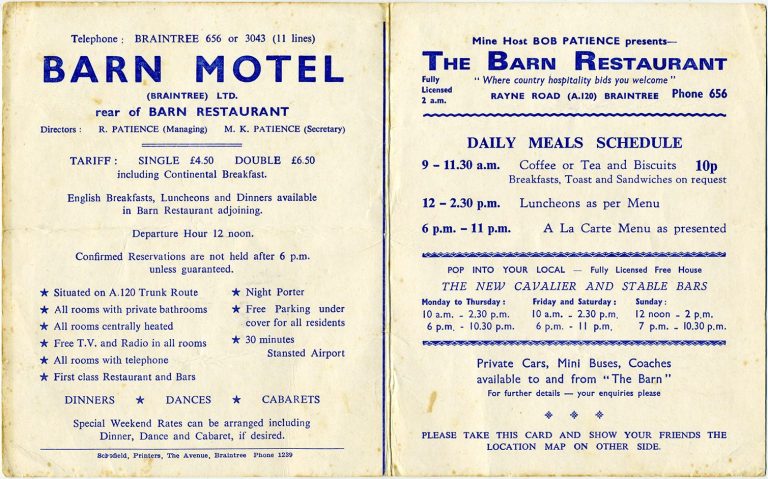 Telephone : BRAINTREE 656 or 3043 (11 lines)
BARN MOTEL
(BRAINTREE) LTD.
rear of BARN RESTAURANT
Directors : R. PATIENCE (Managing) M. K. PATIENCE (Secretary)
TARIFF : SINGLE £4.50 DOUBLE £6.50
including Continental Breakfast.
English Breakfasts, Luncheons and Dinners available
in Barn Restaurant adjoining.
Departure Hour 12 noon.
Confirmed Reservations are not held after 6 p.m.
unless guaranteed.
★ Situated on A.120 Trunk Route
★ All rooms with private bathrooms
★ All rooms centrally heated
★ Free T.V. and Radio in all rooms
★ All rooms with telephone
★ First class Restaurant and Bars
★ Night Porter
★ Free Parking under
cover for all residents
★ 30 minutes
Stansted Airport
DINNERS ★ DANCES ★ CABARETS
Special Weekend Rates can be arranged including
Dinner, Dance and Cabaret, if desired.
Scholfield, Printers, The Avenue, Braintree Phone 1239
Mine Host BOB PATIENCE presents—
THE BARN RESTAURANT
Fully
Licensed
2 a.m.
"Where country hospitality bids you welcome"
RAYNE ROAD (A.120) BRAINTREE Phone 656
DAILY MEALS SCHEDULE
9 – 11.30 a.m. Coffee or Tea and Biscuits 10p
Breakfasts, Toast and Sandwiches on request
12 – 2.30 p.m. Luncheons as per Menu
6 p.m. – 11 p.m. A La Carte Menu as presented
POP INTO YOUR LOCAL — Fully Licensed Free House
THE NEW CAVALIER AND STABLE BARS
Monday to Thursday : Friday and Saturday : Sunday :
10 a.m. - 2.30 p.m. 10 a.m. - 2.30 p.m. 12 noon - 2 p.m.
6 p.m. - 10.30 p.m. 6 p.m. - 11 p.m. 7 p.m. - 10.30 p.m.
Private Cars, Mini Buses, Coaches
available to and from "The Barn"
For further details — your enquiries please
PLEASE TAKE THIS CARD AND SHOW YOUR FRIENDS THE
LOCATION MAP ON OTHER SIDE.